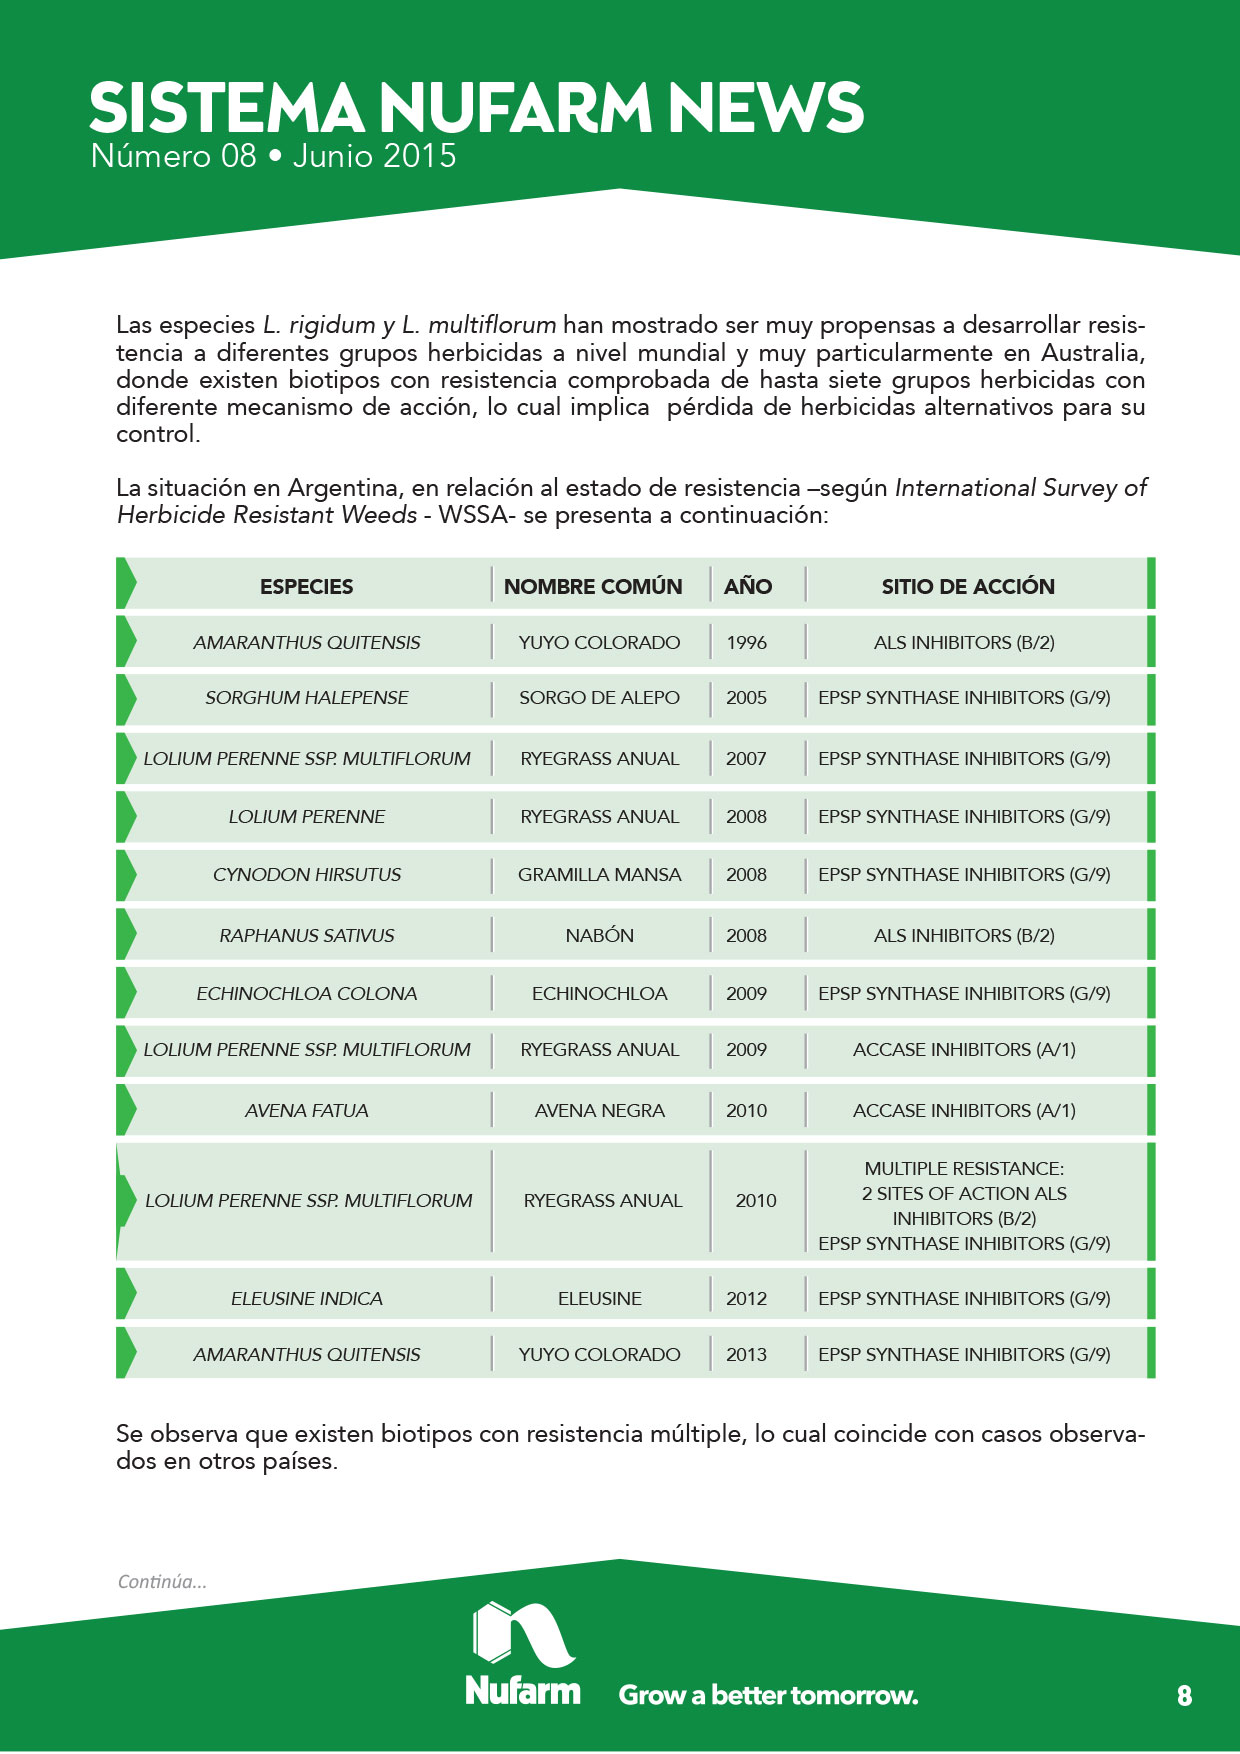 SISTEMA NUFARM NEWS
Número 08 • Junio 2015
Las especies L. rigidum y L. multiflorum han mostrado ser muy propensas a desarrollar resis-
tencia a diferentes grupos herbicidas a nivel mundial y muy particularmente en Australia,
donde existen biotipos con resistencia comprobada de hasta siete grupos herbicidas con
diferente mecanismo de acción, lo cual implica pérdida de herbicidas alternativos para su
control.
La situación en Argentina, en relación al estado de resistencia –según International Survey of
Herbicide Resistant Weeds - WSSA- se presenta a continuación:
ESPECIES NOMBRE COMÚN AÑO SITIO DE ACCIÓN
AMARANTHUS QUITENSIS YUYO COLORADO 1996 ALS INHIBITORS (B/2)
SORGHUM HALEPENSE SORGO DE ALEPO 2005 EPSP SYNTHASE INHIBITORS (G/9)
LOLIUM PERENNE SSP. MULTIFLORUM RYEGRASS ANUAL 2007 EPSP SYNTHASE INHIBITORS (G/9)
LOLIUM PERENNE RYEGRASS ANUAL 2008 EPSP SYNTHASE INHIBITORS (G/9)
CYNODON HIRSUTUS GRAMILLA MANSA 2008 EPSP SYNTHASE INHIBITORS (G/9)
RAPHANUS SATIVUS NABÓN 2008 ALS INHIBITORS (B/2)
ECHINOCHLOA COLONA ECHINOCHLOA 2009 EPSP SYNTHASE INHIBITORS (G/9)
LOLIUM PERENNE SSP. MULTIFLORUM RYEGRASS ANUAL 2009 ACCASE INHIBITORS (A/1)
AVENA FATUA AVENA NEGRA 2010 ACCASE INHIBITORS (A/1)
LOLIUM PERENNE SSP. MULTIFLORUM RYEGRASS ANUAL 2010 MULTIPLE RESISTANCE:
2 SITES OF ACTION ALS
INHIBITORS (B/2)
EPSP SYNTHASE INHIBITORS (G/9)
ELEUSINE INDICA ELEUSINE 2012 EPSP SYNTHASE INHIBITORS (G/9)
AMARANTHUS QUITENSIS YUYO COLORADO 2013 EPSP SYNTHASE INHIBITORS (G/9)
Se observa que existen biotipos con resistencia múltiple, lo cual coincide con casos observa-
dos en otros países.
Continúa...
Nufarm Grow a better tomorrow. 8